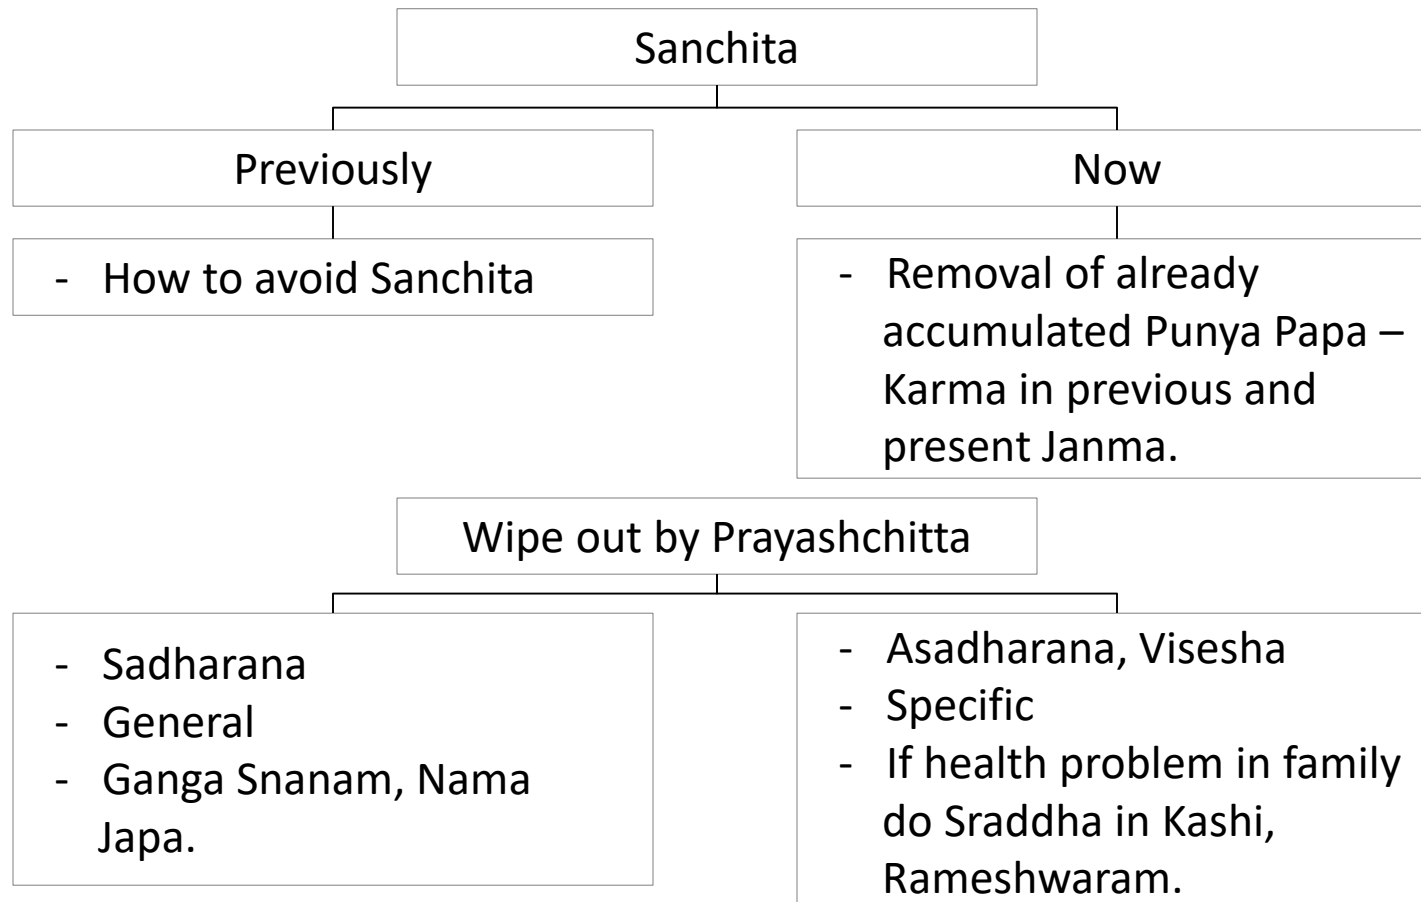 Sanchita
Previously
Now
- How to avoid Sanchita
- Removal of already
accumulated Punya Papa –
Karma in previous and
present Janma.
Wipe out by Prayashchitta
- Sadharana
- General
- Ganga Snanam, Nama
Japa.
- Asadharana, Visesha
- Specific
- If health problem in family
do Sraddha in Kashi,
Rameshwaram.